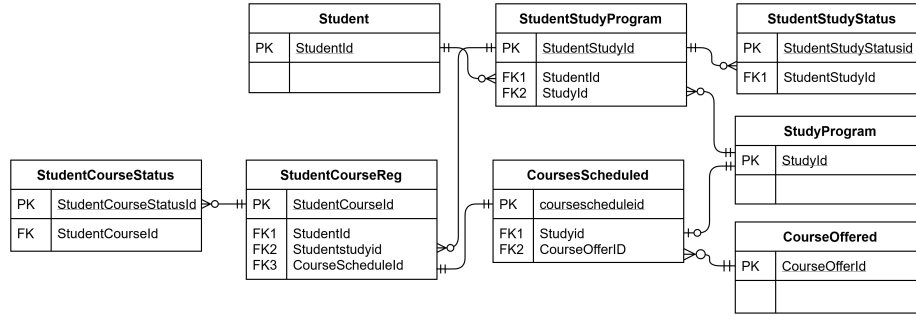 Student
PK StudentId
StudentStudyProgram
PK StudentStudyId
FK1 StudentId
FK2 StudyId
StudentStudyStatus
PK StudentStudyStatusid
FK1 StudentStudyId
StudyProgram
PK StudyId
StudentCourseStatus
PK StudentCourseStatusId
FK StudentCourseId
StudentCourseReg
PK StudentCourseId
FK1 StudentId
FK2 Studentstudyid
FK3 CourseScheduleId
CoursesScheduled
PK coursescheduleid
FK1 Studyid
FK2 CourseOfferID
CourseOffered
PK CourseOfferId